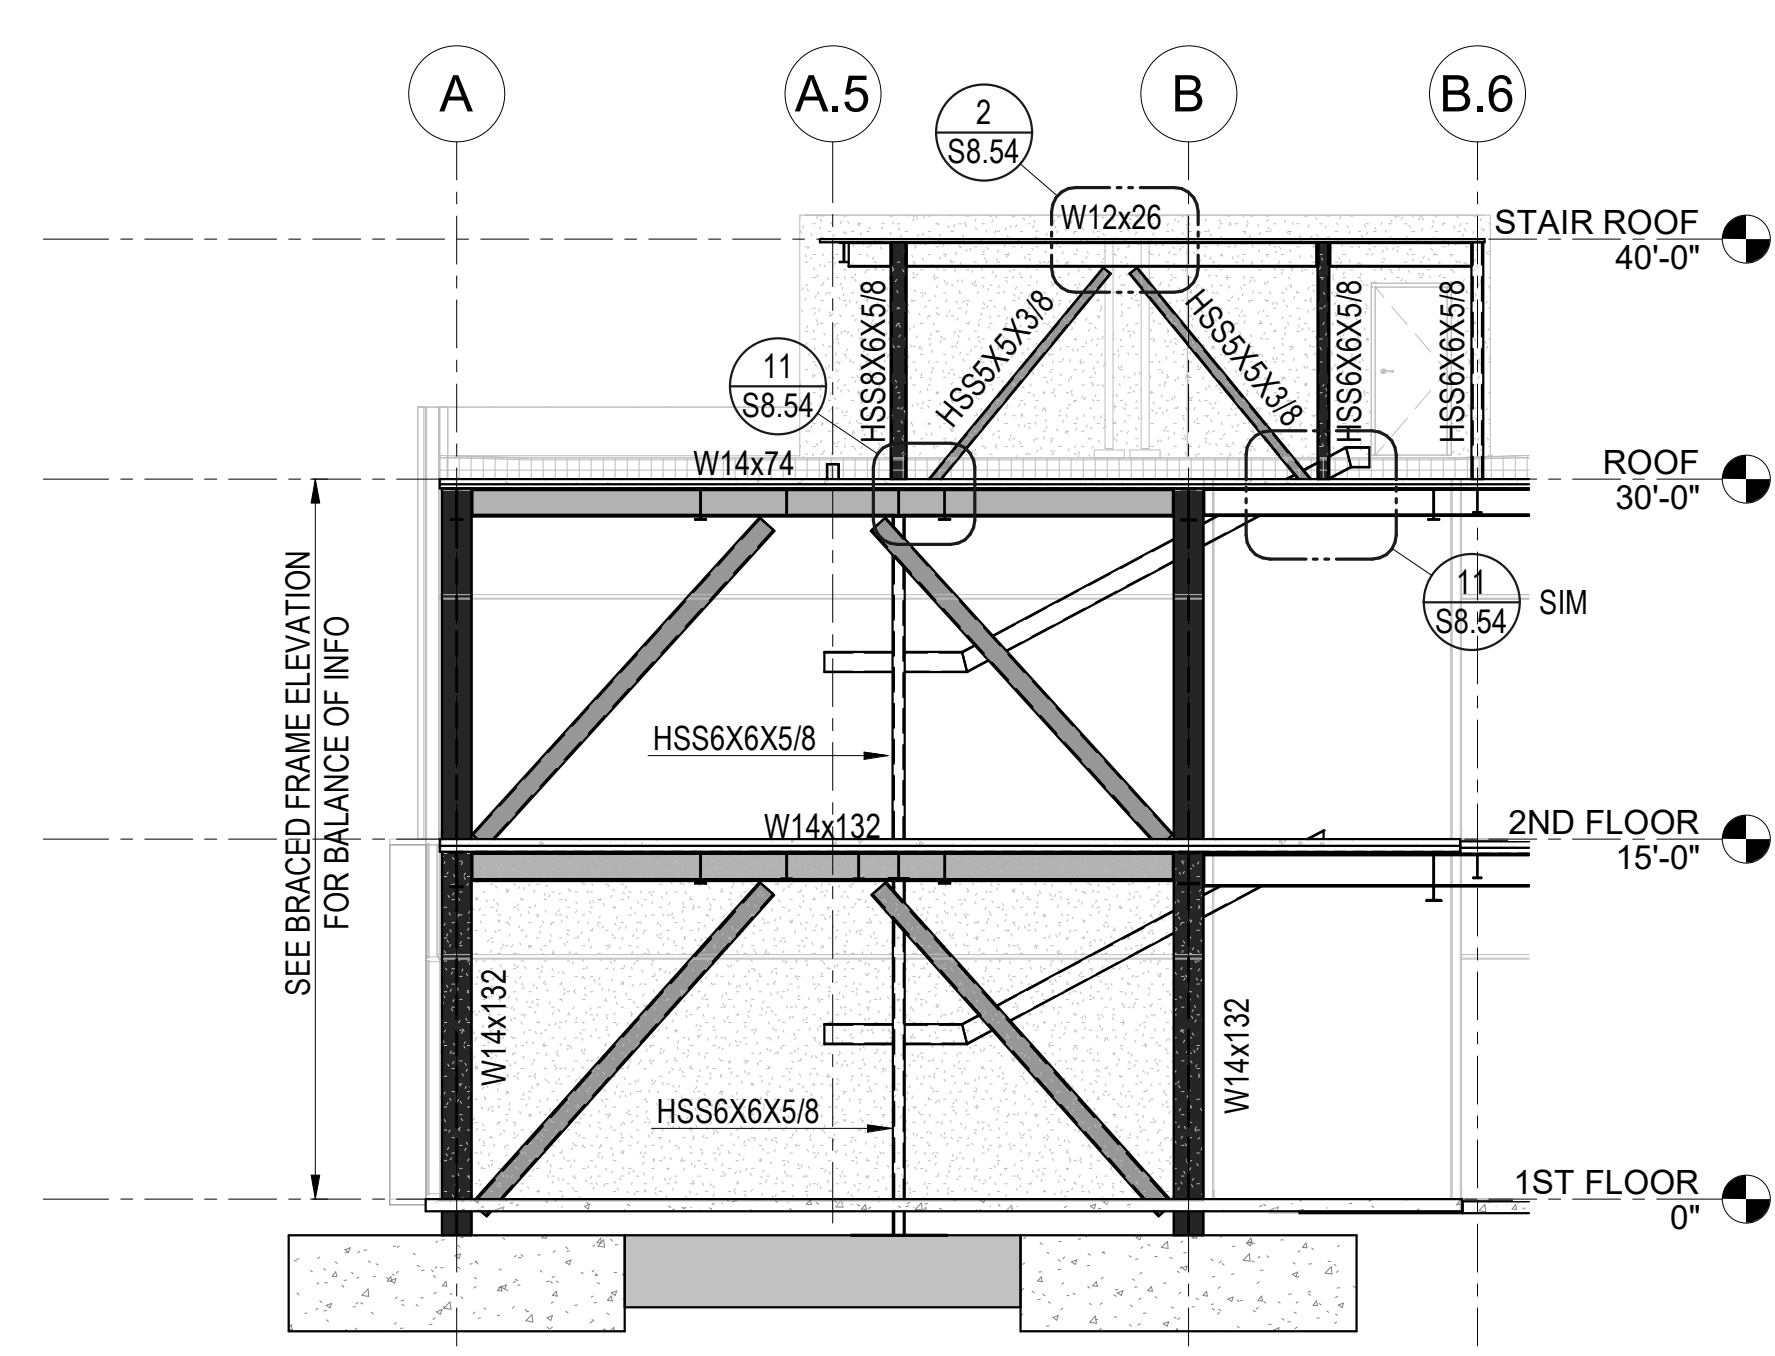 A
A.5
B
B.6
2
S8.54
W12x26
STAIR ROOF
40'-0"
HSS8X6X5/8
HSS5X5X3/8
HSS5X5X3/8
HSS6X6X5/8
HSS6X6X5/8
11
S8.54
W14x74
ROOF
30'-0"
11
S8.54
SIM
SEE BRACED FRAME ELEVATION
FOR BALANCE OF INFO
HSS6X6X5/8
W14x132
2ND FLOOR
15'-0"
W14x132
W14x132
HSS6X6X5/8
1ST FLOOR
0"